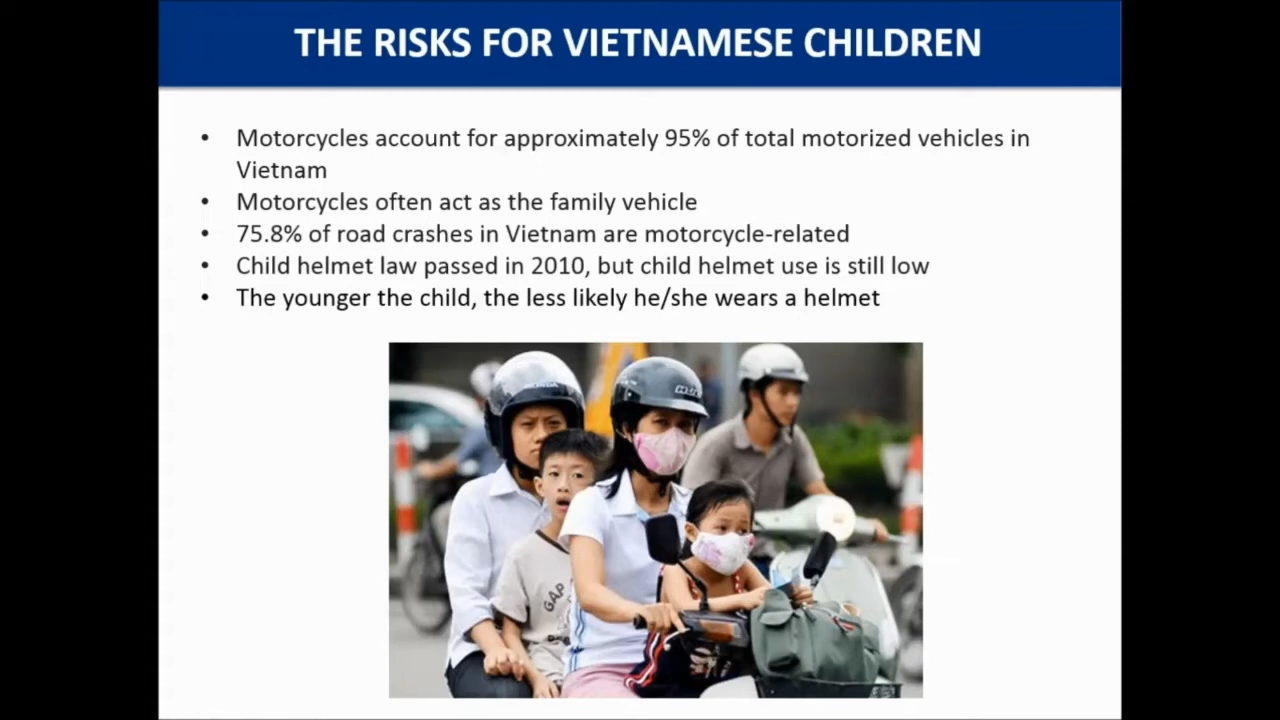 THE RISKS FOR VIETNAMESE CHILDREN
• Motorcycles account for approximately 95% of total motorized vehicles in
Vietnam
• Motorcycles often act as the family vehicle
• 75.8% of road crashes in Vietnam are motorcycle-related
• Child helmet law passed in 2010, but child helmet use is still low
• The younger the child, the less likely he/she wears a helmet
HONDA
GAP